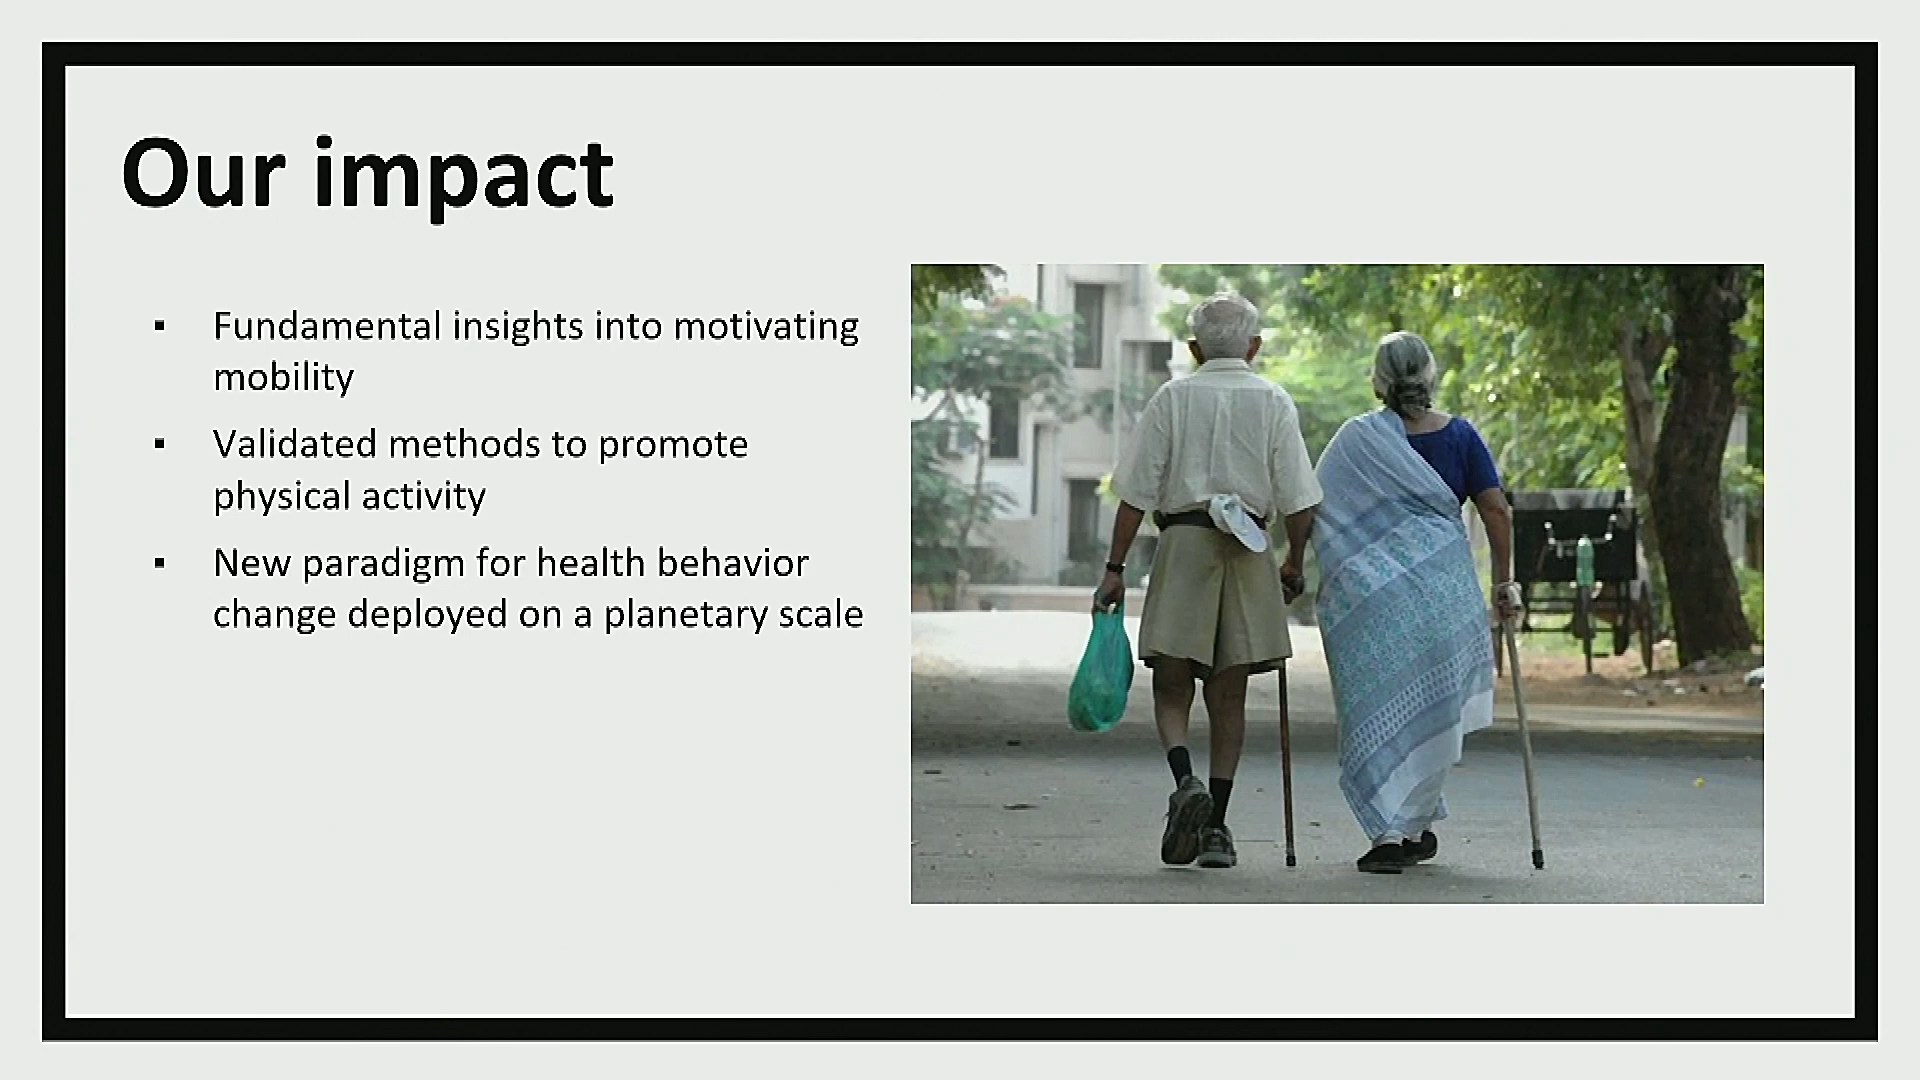 Our impact
▪ Fundamental insights into motivating
mobility
▪ Validated methods to promote
physical activity
▪ New paradigm for health behavior
change deployed on a planetary scale